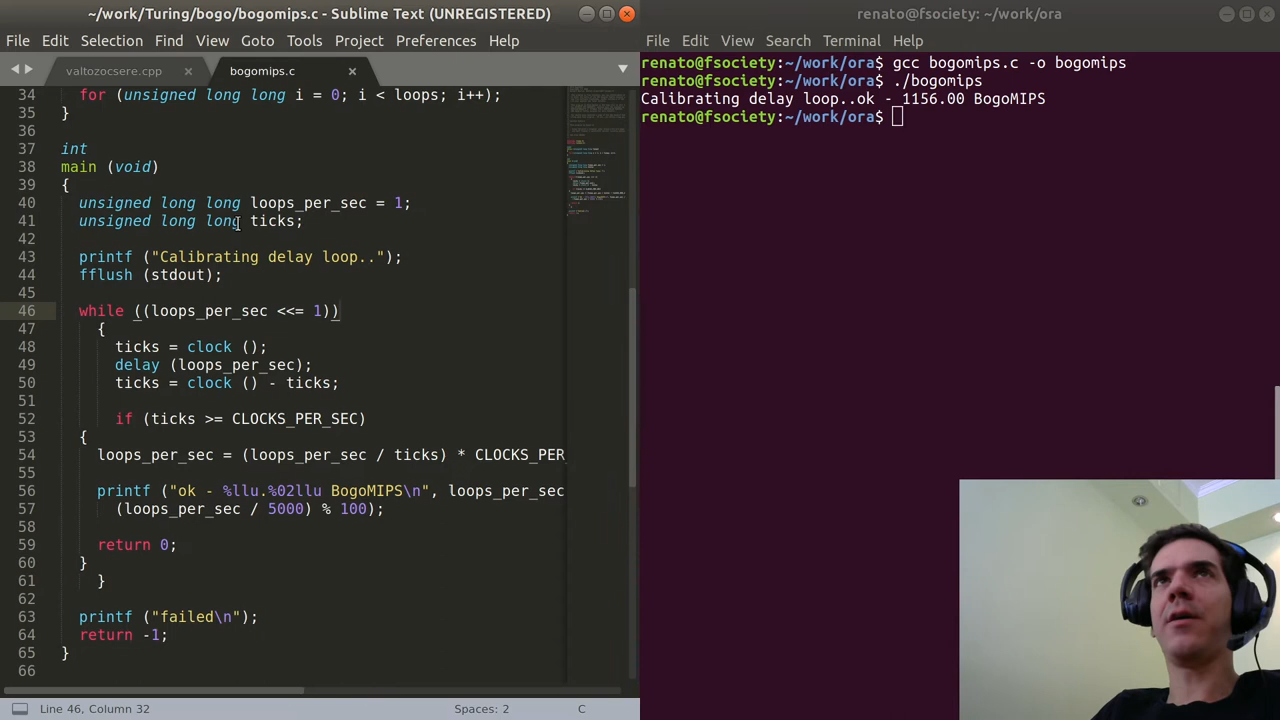 ~/work/Turing/bogo/bogomips.c - Sublime Text (UNREGISTERED)
File Edit Selection Find View Goto Tools Project Preferences Help
valtozocsere.cpp × bogomips.c ×
34 for (unsigned long long i = 0; i < loops; i++);
35 }
36
37 int
38 main (void)
39 {
40 unsigned long long loops_per_sec = 1;
41 unsigned long long ticks;
42
43 printf ("Calibrating delay loop..");
44 fflush (stdout);
45
46 while ((loops_per_sec <<= 1))
47 {
48 ticks = clock ();
49 delay (loops_per_sec);
50 ticks = clock () - ticks;
51
52 if (ticks >= CLOCKS_PER_SEC)
53 {
54 loops_per_sec = (loops_per_sec / ticks) * CLOCKS_PER_
55
56 printf ("ok - %llu.%02llu BogoMIPS\n", loops_per_sec
57 (loops_per_sec / 5000) % 100);
58
59 return 0;
60 }
61 }
62
63 printf ("failed\n");
64 return -1;
65 }
66
Line 46, Column 32 Spaces: 2 C
renato@fsociety: ~/work/ora
File Edit View Search Terminal Help
renato@fsociety:~/work/ora$ gcc bogomips.c -o bogomips
renato@fsociety:~/work/ora$ ./bogomips
Calibrating delay loop..ok - 1156.00 BogoMIPS
renato@fsociety:~/work/ora$